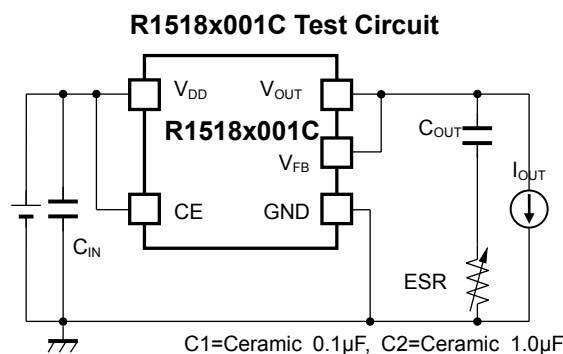 R1518x001C Test Circuit
VDD
VOUT
R1518x001C
COUT
VFB
IOUT
CE
GND
CIN
ESR
C1=Ceramic 0.1µF, C2=Ceramic 1.0µF